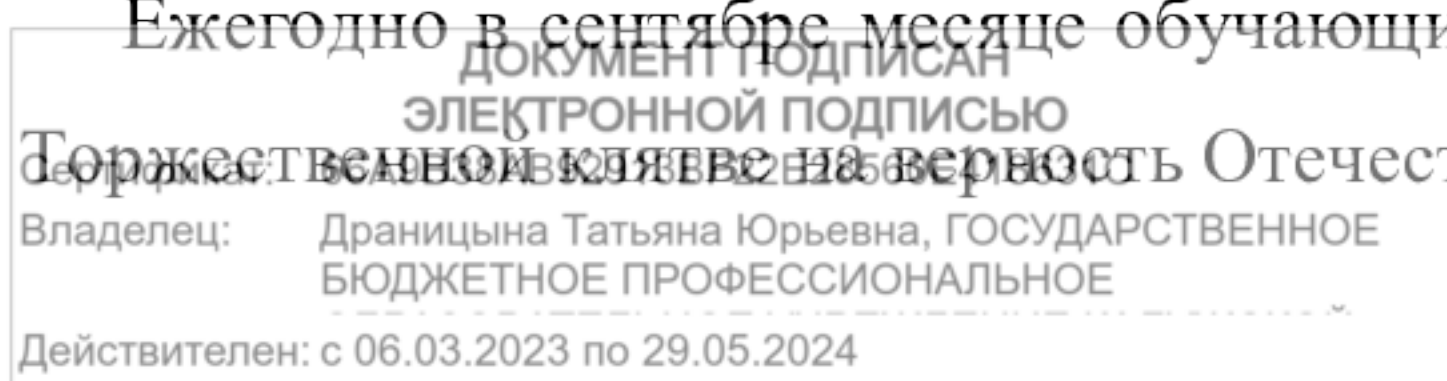 Ежегодно в сентябре месяце обучающи
ДОКУМЕНТ ПОДПИСАН
ЭЛЕКТРОННОЙ ПОДПИСЬЮ
Торжественной клятве на верность Отечест
Сертификат:
Владелец: Драницына Татьяна Юрьевна, ГОСУДАРСТВЕННОЕ
БЮДЖЕТНОЕ ПРОФЕССИОНАЛЬНОЕ
Действителен: с 06.03.2023 по 29.05.2024